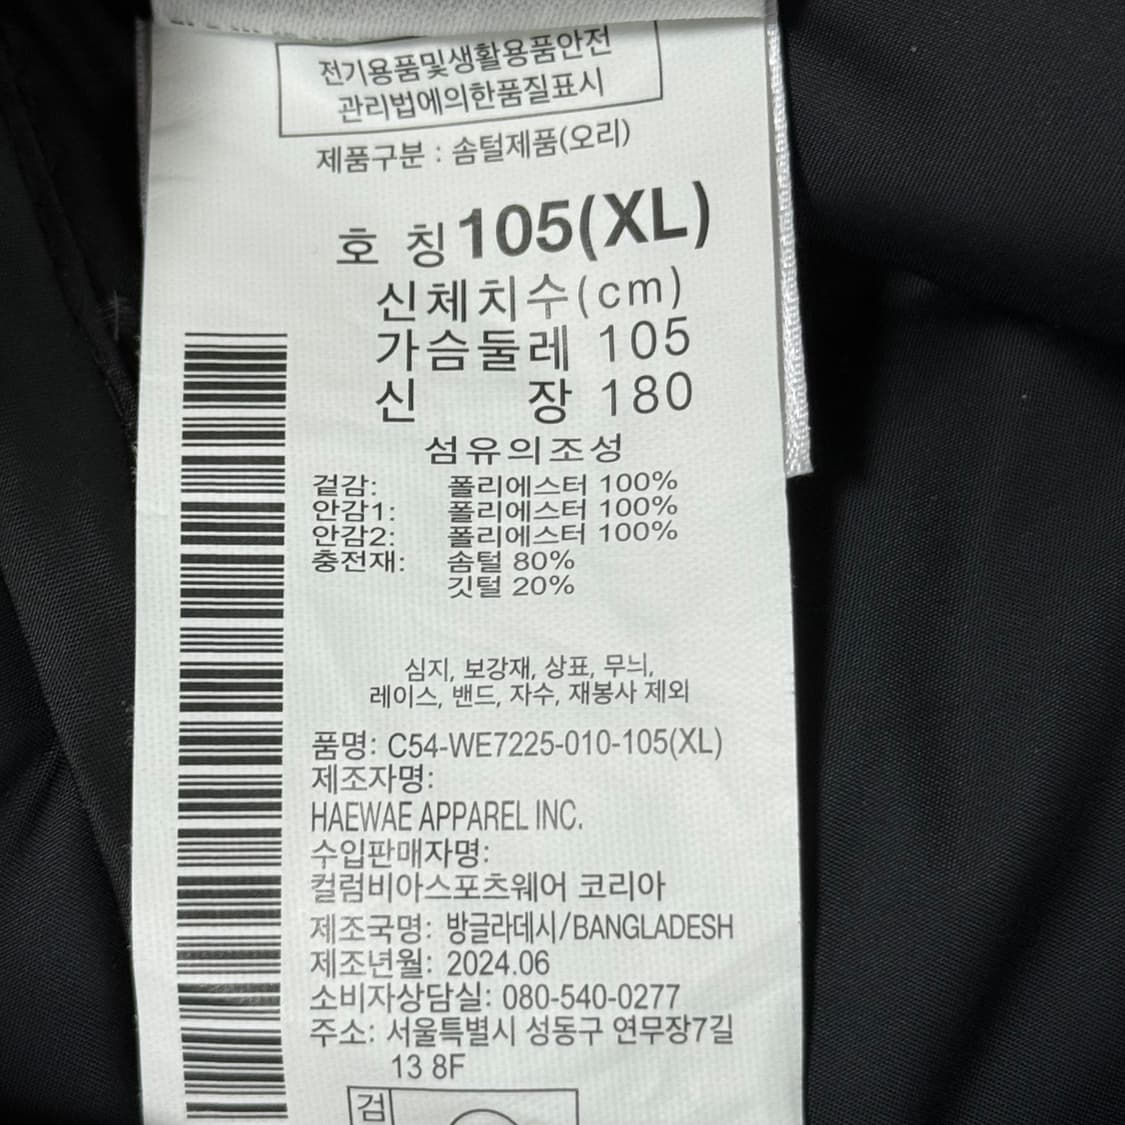 전기용품및생활용품안전
관리법에의한품질표시
제품구분 : 솜털제품(오리)
호 칭 105(XL)
신체치수(cm)
가슴둘레 105
신 장 180
섬유의조성
겉감: 폴리에스터 100%
안감1: 폴리에스터 100%
안감2: 폴리에스터 100%
충전재: 솜털 80%
깃털 20%
심지, 보강재, 상표, 무늬,
레이스, 밴드, 자수, 재봉사 제외
품명: C54-WE7225-010-105(XL)
제조자명:
HAEWAE APPAREL INC.
수입판매자명:
컬럼비아스포츠웨어 코리아
제조국명: 방글라데시/BANGLADESH
제조년월: 2024.06
소비자상담실: 080-540-0277
주소: 서울특별시 성동구 연무장7길
13 8F
검